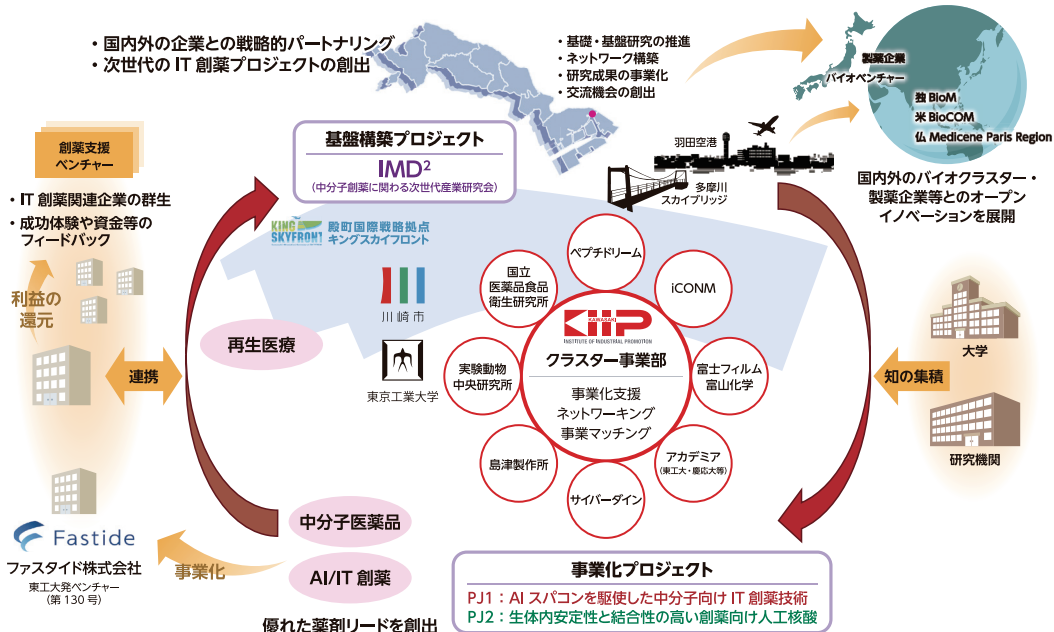 ・国内外の企業との戦略的パートナリング
・次世代の IT 創薬プロジェクトの創出
・基礎・基盤研究の推進
・ネットワーク構築
・研究成果の事業化
・交流機会の創出
製薬企業
バイオベンチャー
独 BioM
米 BioCOM
仏 Medicene Paris Region
国内外のバイオクラスター・
製薬企業等とのオープン
イノベーションを展開
羽田空港
多摩川
スカイブリッジ
基盤構築プロジェクト
IMD²
（中分子創薬に関わる次世代産業研究会）
KING
SKYFRONT
殿町国際戦略拠点
キングスカイフロント
創薬支援
ベンチャー
・IT 創薬関連企業の群生
・成功体験や資金等の
フィードバック
利益の
還元
連携
再生医療
川崎市
東京工業大学
ペプチドリーム
国立
医薬品食品
衛生研究所
iCONM
実験動物
中央研究所
富士フィルム
富山化学
島津製作所
アカデミア
（東工大・慶応大等）
サイバーダイン
KAWASAKI
KIIP
INSTITUTE OF INDUSTRIAL PROMOTION
クラスター事業部
事業化支援
ネットワーキング
事業マッチング
大学
知の集積
研究機関
中分子医薬品
AI/IT 創薬
優れた薬剤リードを創出
事業化
Fastide
ファスタイド株式会社
東工大発ベンチャー
（第 130 号）
事業化プロジェクト
PJ1：AI スパコンを駆使した中分子向け IT 創薬技術
PJ2：生体内安定性と結合性の高い創薬向け人工核酸